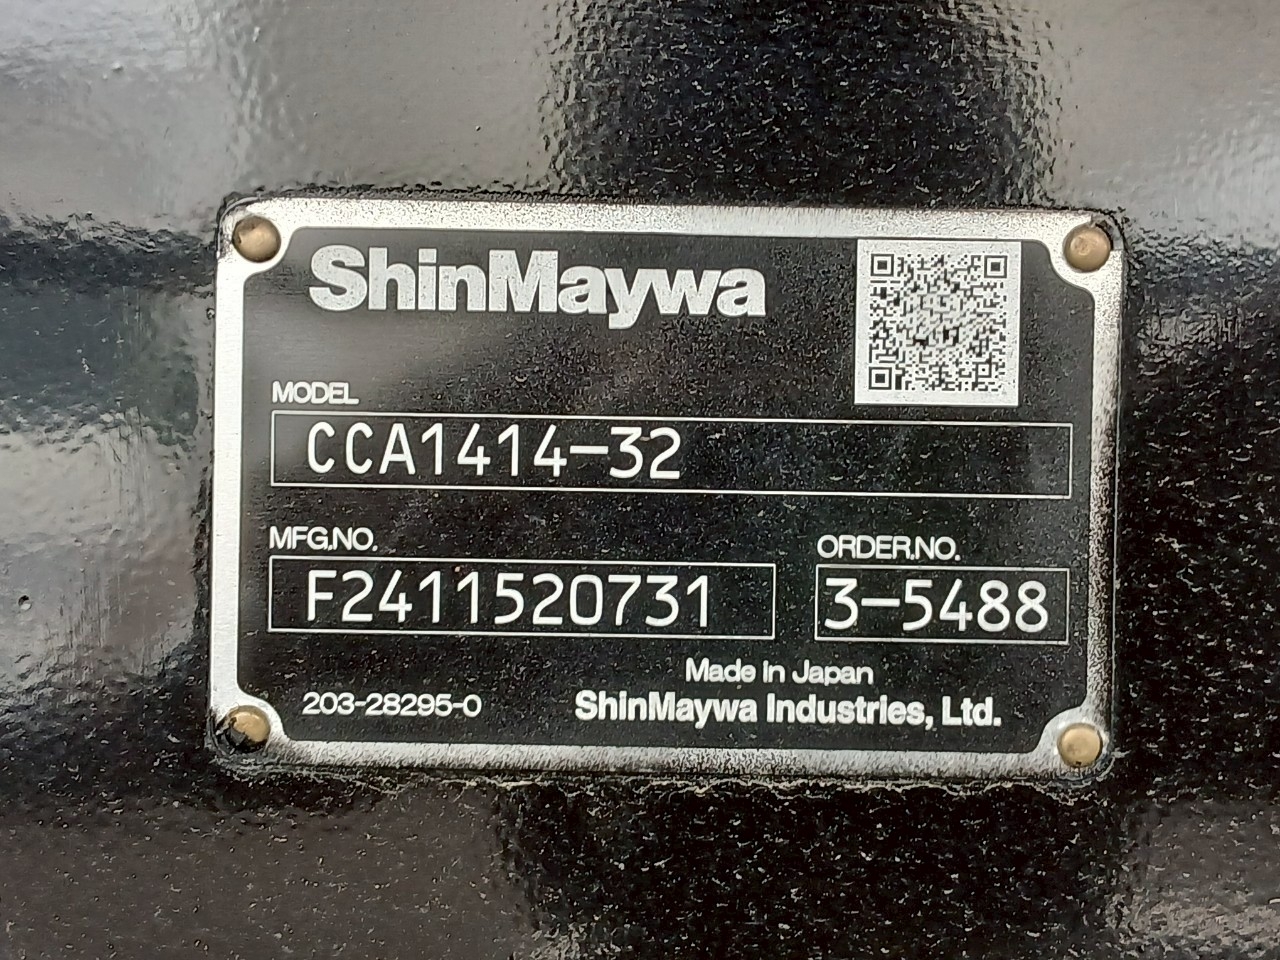 ShinMaywa
MODEL
CCA1414-32
MFG.NO.
F2411520731
ORDER.NO.
3-5488
Made in Japan
203-28295-0
ShinMaywa Industries, Ltd.